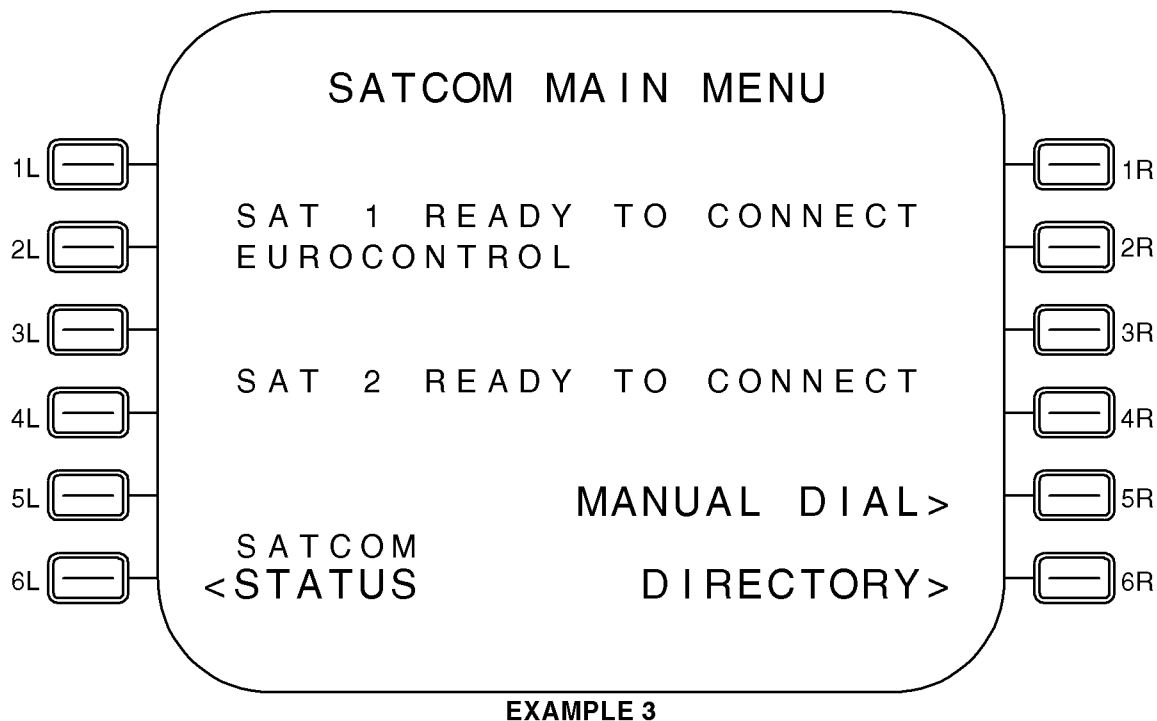 SATCOM MAIN MENU
1L
1R
SAT 1 READY TO CONNECT
2L
EUROCONTROL
2R
3L
3R
SAT 2 READY TO CONNECT
4L
4R
5L
MANUAL DIAL>
5R
SATCOM
6L
<STATUS
DIRECTORY>
6R
EXAMPLE 3